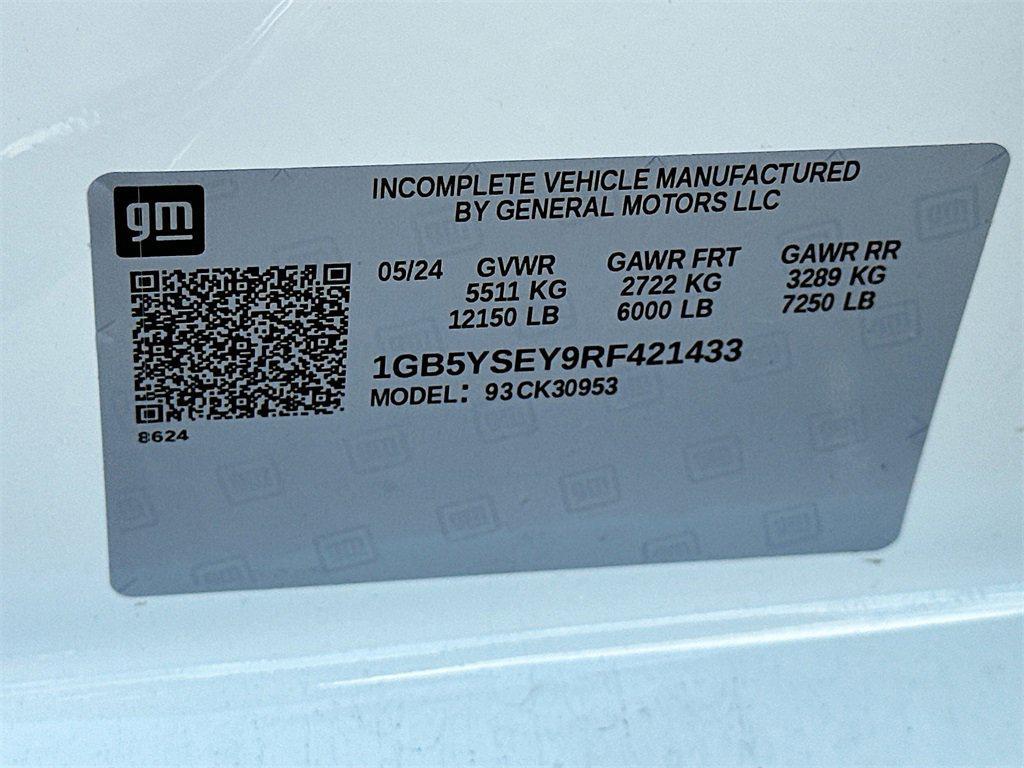 gm
INCOMPLETE VEHICLE MANUFACTURED
BY GENERAL MOTORS LLC
05/24 GVWR GAWR FRT GAWR RR
5511 KG 2722 KG 3289 KG
12150 LB 6000 LB 7250 LB
1GB5YSEY9RF421433
MODEL: 93CK30953
8624